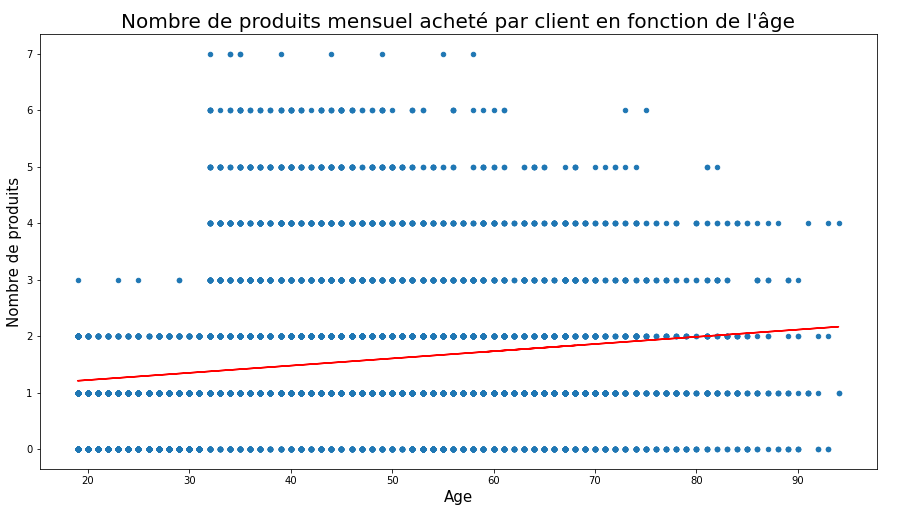 Nombre de produits mensuel acheté par client en fonction de l'âge
Nombre de produits
7
6
5
4
3
2
1
0
20 30 40 50 60 70 80 90
Age